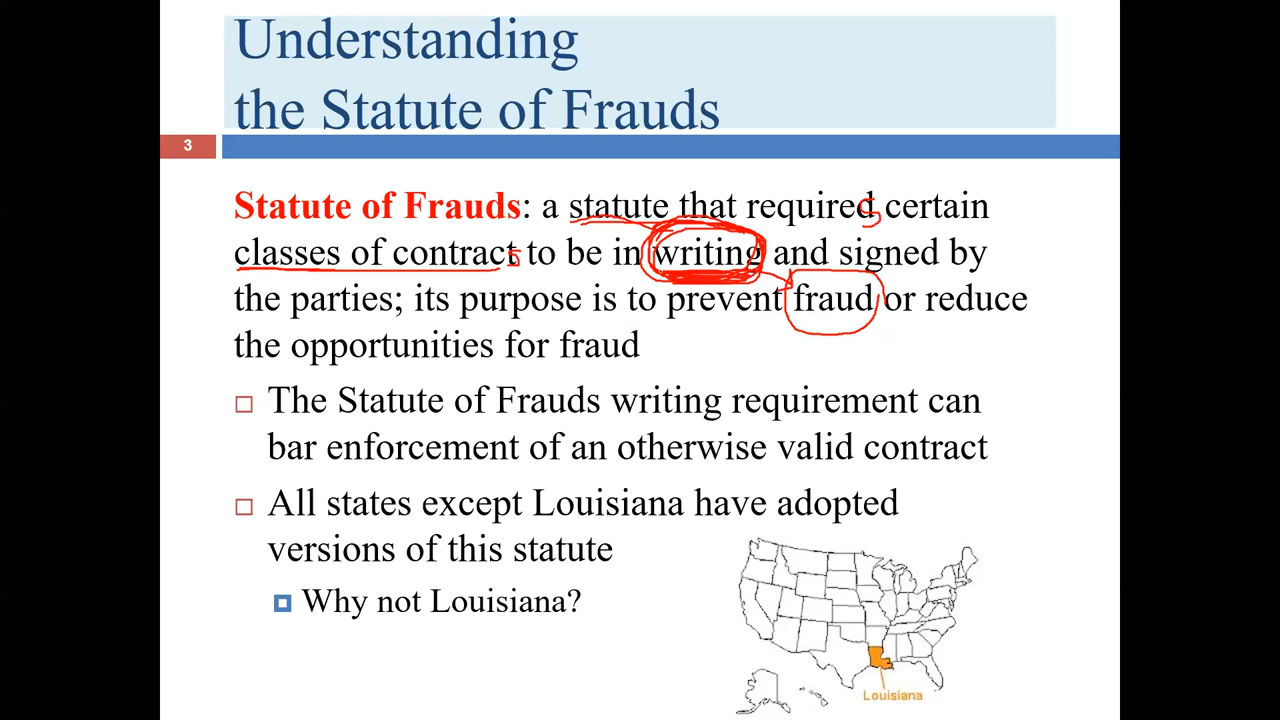 Understanding
the Statute of Frauds
3
Statute of Frauds: a statute that requireds certain
classes of contracts to be in writing and signed by
the parties; its purpose is to prevent fraud or reduce
the opportunities for fraud
The Statute of Frauds writing requirement can
bar enforcement of an otherwise valid contract
All states except Louisiana have adopted
versions of this statute
Why not Louisiana?
Louisiana